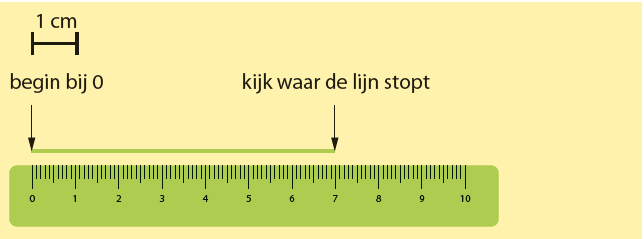 1 cm
begin bij 0
kijk waar de lijn stopt
0 1 2 3 4 5 6 7 8 9 10